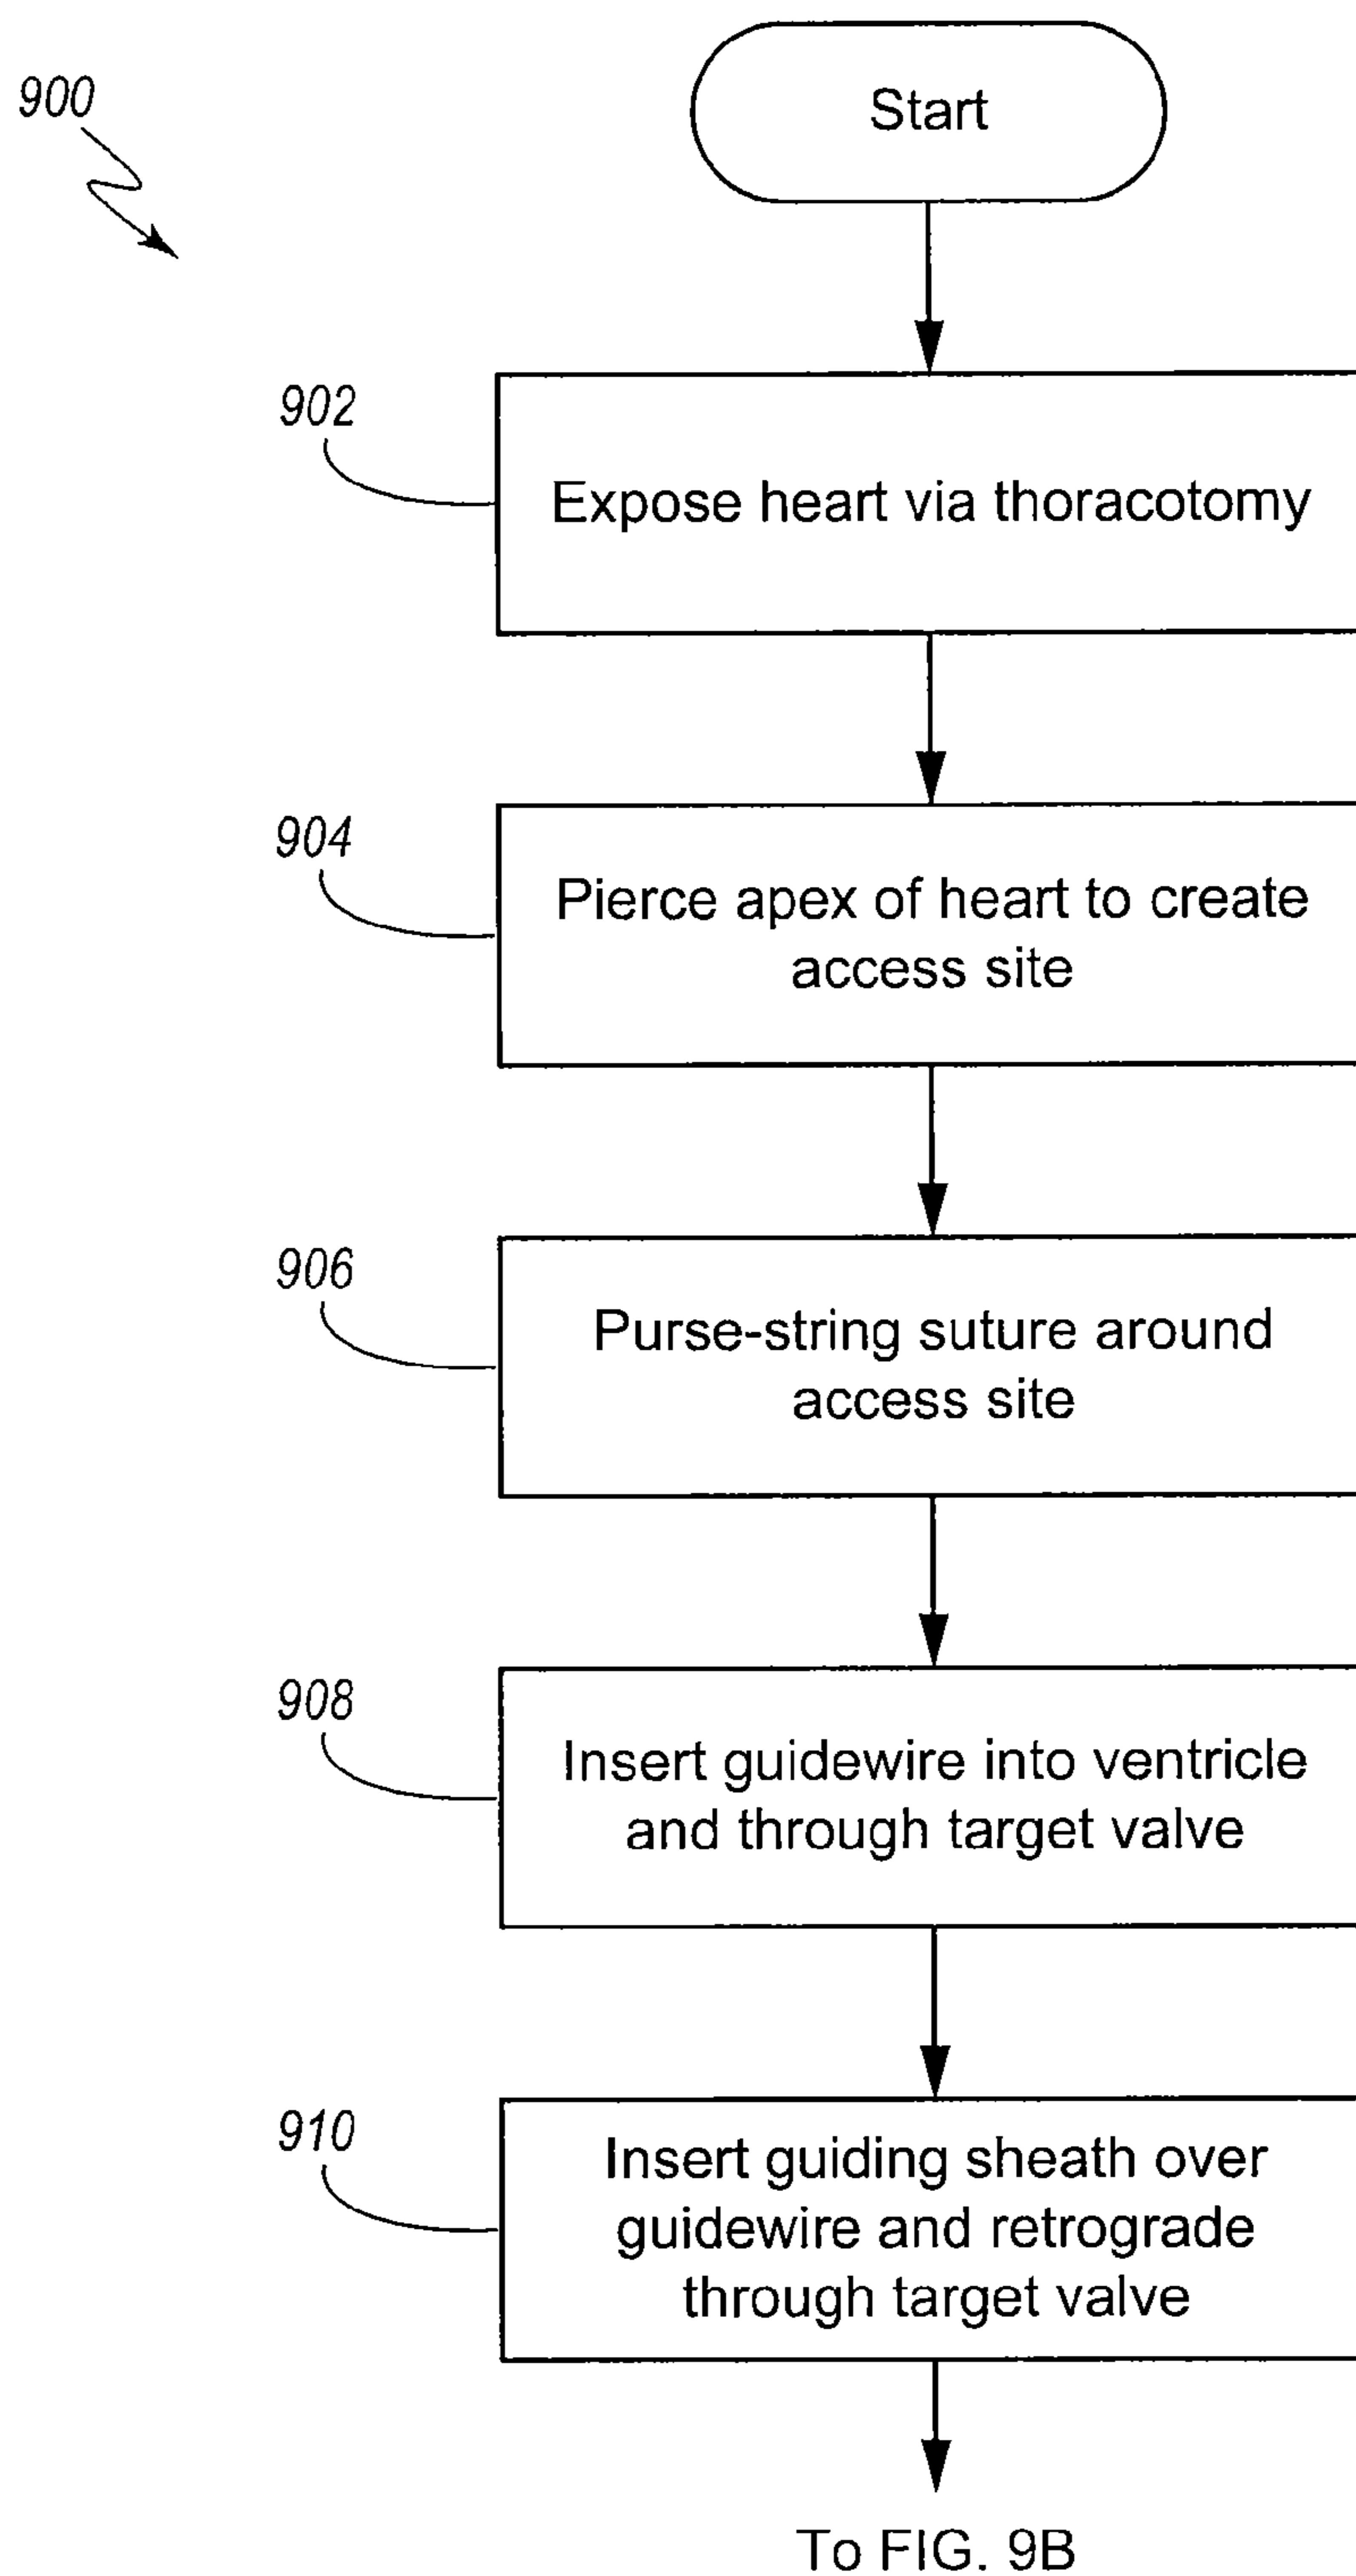 900
Start
902
Expose heart via thoracotomy
904
Pierce apex of heart to create
access site
906
Purse-string suture around
access site
908
Insert guidewire into ventricle
and through target valve
910
Insert guiding sheath over
guidewire and retrograde
through target valve
To FIG. 9B